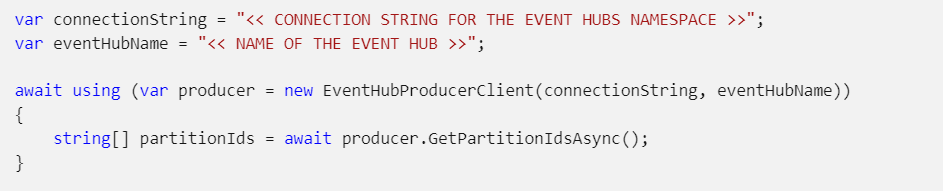 var connectionString = "<< CONNECTION STRING FOR THE EVENT HUBS NAMESPACE >>";
var eventHubName = "<< NAME OF THE EVENT HUB >>";
await using (var producer = new EventHubProducerClient(connectionString, eventHubName))
{
    string[] partitionIds = await producer.GetPartitionIdsAsync();
}